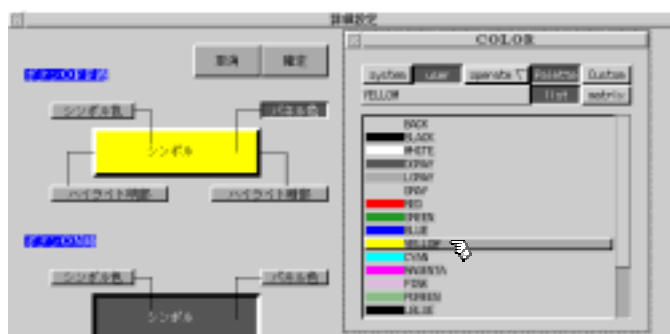 詳細設定
取消
確定
シンボル色
パネル色
シンボル
ハイライト明部
ハイライト暗部
シンボル色
パネル色
シンボル
COLOR
system user operate Palette Custom
YELLOW list matrix
BACK
BLACK
WHITE
DGRAY
LGRAY
GRAY
RED
GREEN
BLUE
YELLOW
CYAN
MAGENTA
PINK
PGREEN
LBLUE